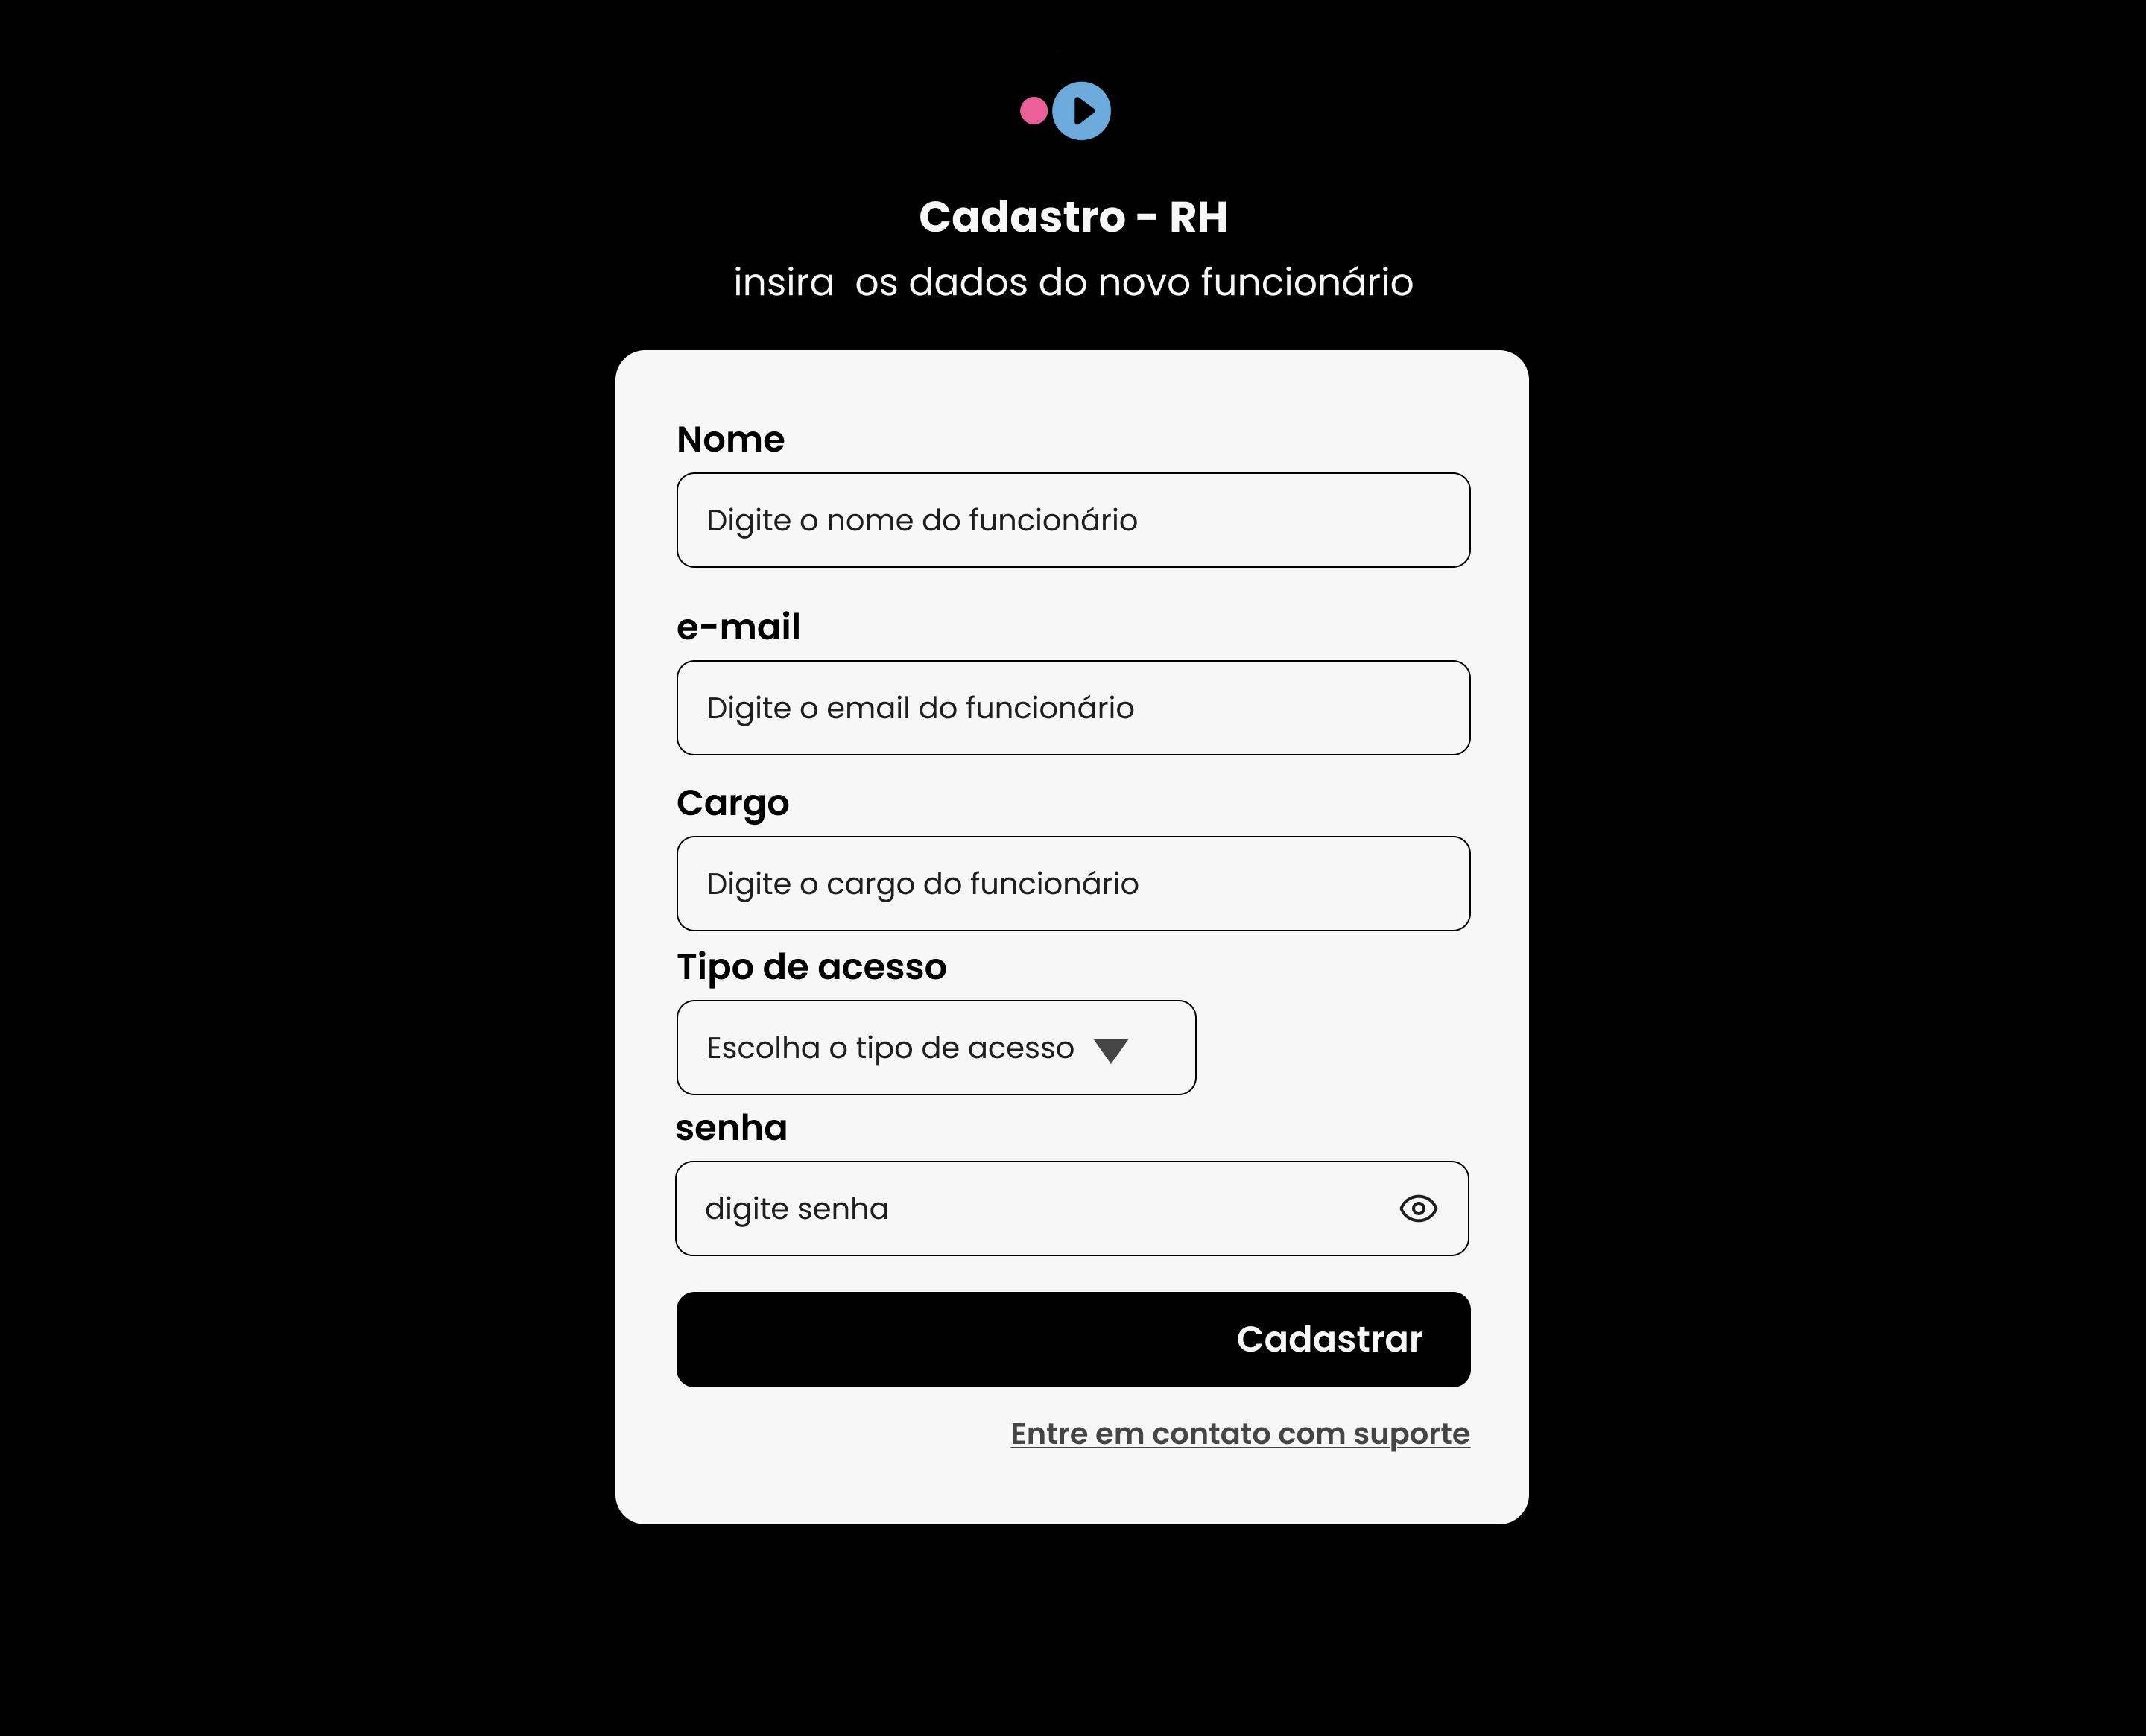 Cadastro - RH
insira  os dados do novo funcionário
Nome
Digite o nome do funcionário
e-mail
Digite o email do funcionário
Cargo
Digite o cargo do funcionário
Tipo de acesso
Escolha o tipo de acesso
senha
digite senha
Cadastrar
Entre em contato com suporte